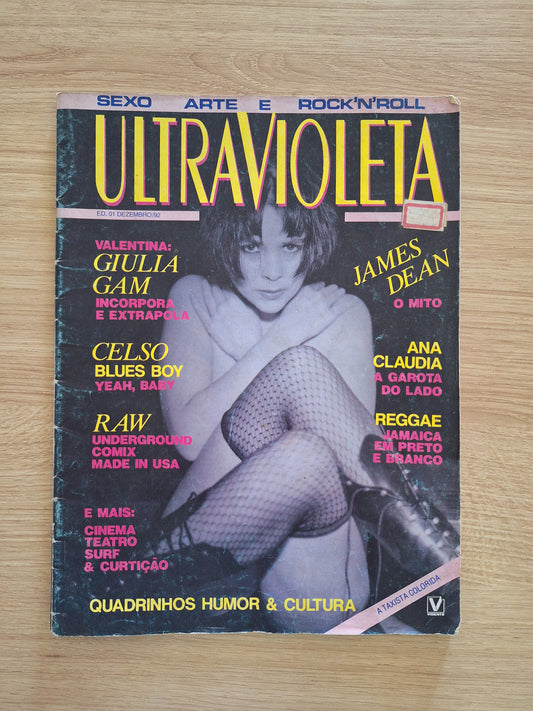 SEXO ARTE E ROCK'N'ROLL
ULTRAVIOLETA
ED. 01 DEZEMBRO/92
VALENTINA:
GIULIA
GAM
INCORPORA
E EXTRAPOLA
JAMES
DEAN
O MITO
CELSO
BLUES BOY
YEAH, BABY
ANA
CLAUDIA
A GAROTA
DO LADO
RAW
UNDERGROUND
COMIX
MADE IN USA
REGGAE
JAMAICA
EM PRETO
E BRANCO
E MAIS:
CINEMA
TEATRO
SURF
& CURTIÇÃO
QUADRINHOS HUMOR & CULTURA
A TAXISTA COLORIDA
V
VIDENTE